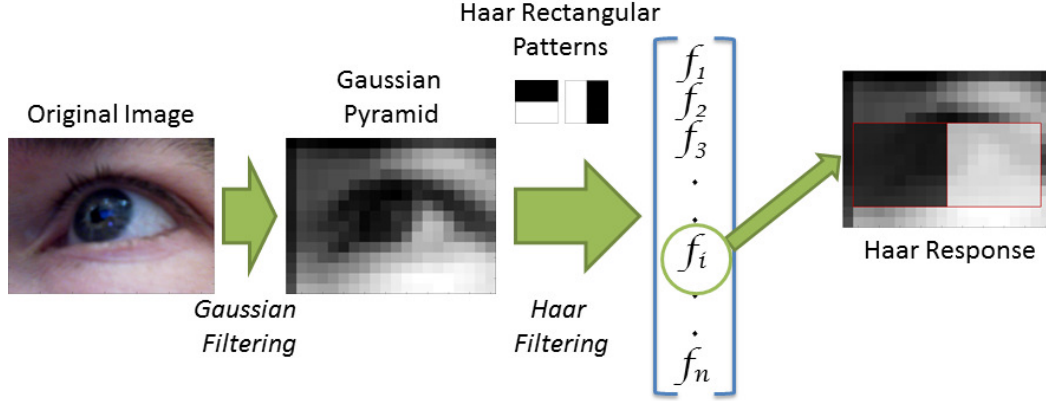 Original Image
Gaussian
Filtering
Gaussian
Pyramid
Haar Rectangular
Patterns
Haar
Filtering
f1
f2
f3
.
.
fi
.
.
fn
Haar Response